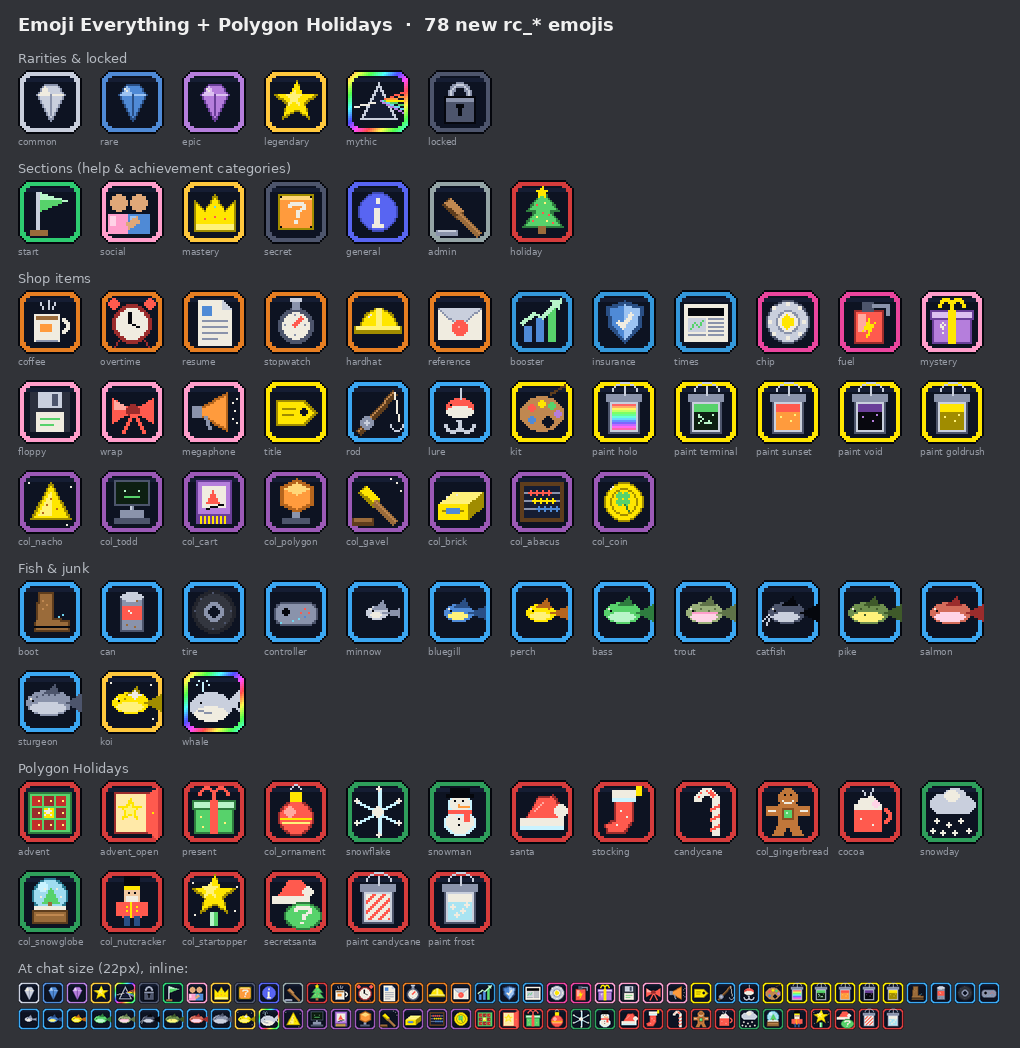 Emoji Everything + Polygon Holidays · 78 new rc_* emojis
Rarities & locked
common rare epic legendary mythic locked
Sections (help & achievement categories)
start social mastery secret general admin holiday
Shop items
coffee overtime resume stopwatch hardhat reference booster insurance times chip fuel mystery
floppy wrap megaphone title rod lure kit paint holo paint terminal paint sunset paint void paint goldrush
col_nacho col_todd col_cart col_polygon col_gavel col_brick col_abacus col_coin
Fish & junk
boot can tire controller minnow bluegill perch bass trout catfish pike salmon
sturgeon koi whale
Polygon Holidays
advent advent_open present col_ornament snowflake snowman santa stocking candycane col_gingerbread cocoa snowday
col_snowglobe col_nutcracker col_startopper secretsanta paint candycane paint frost
At chat size (22px), inline: